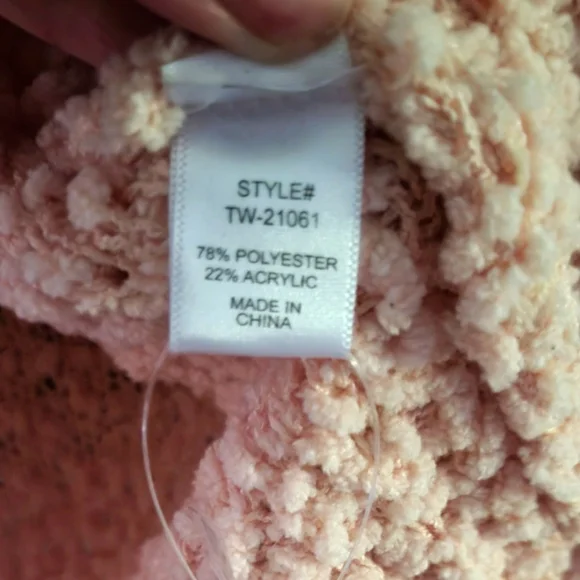 STYLE#
TW-21061
78% POLYESTER
22% ACRYLIC
MADE IN
CHINA